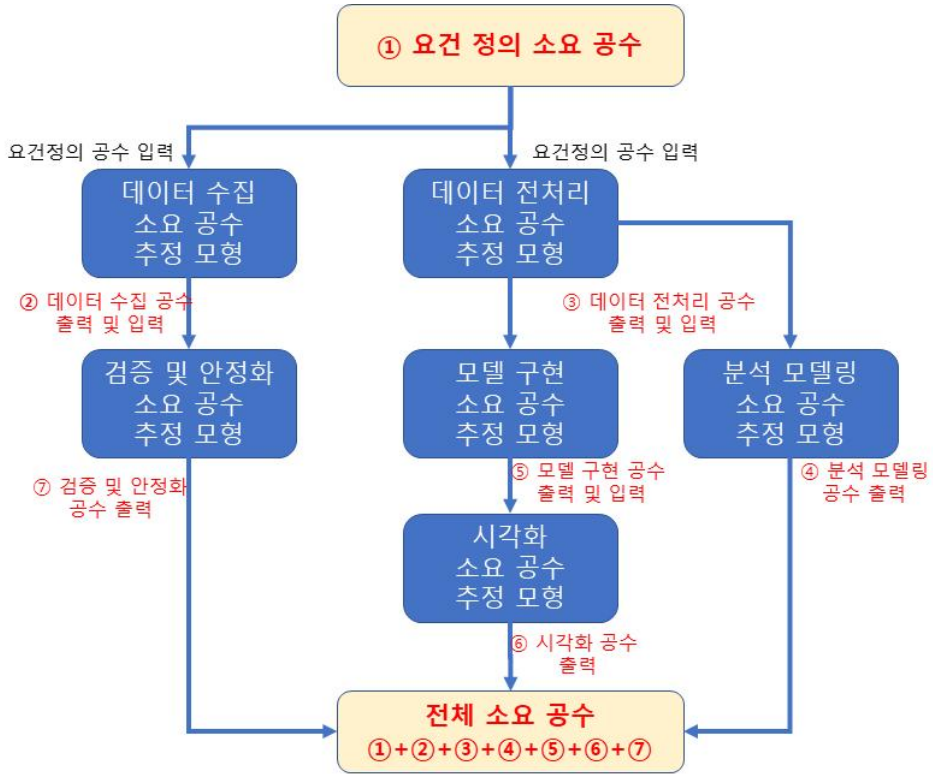 ① 요건 정의 소요 공수
요건정의 공수 입력
요건정의 공수 입력
데이터 수집
소요 공수
추정 모형
데이터 전처리
소요 공수
추정 모형
② 데이터 수집 공수
출력 및 입력
③ 데이터 전처리 공수
출력 및 입력
검증 및 안정화
소요 공수
추정 모형
모델 구현
소요 공수
추정 모형
분석 모델링
소요 공수
추정 모형
⑦ 검증 및 안정화
공수 출력
⑤ 모델 구현 공수
출력 및 입력
④ 분석 모델링
공수 출력
시각화
소요 공수
추정 모형
⑥ 시각화 공수
출력
전체 소요 공수
①+②+③+④+⑤+⑥+⑦